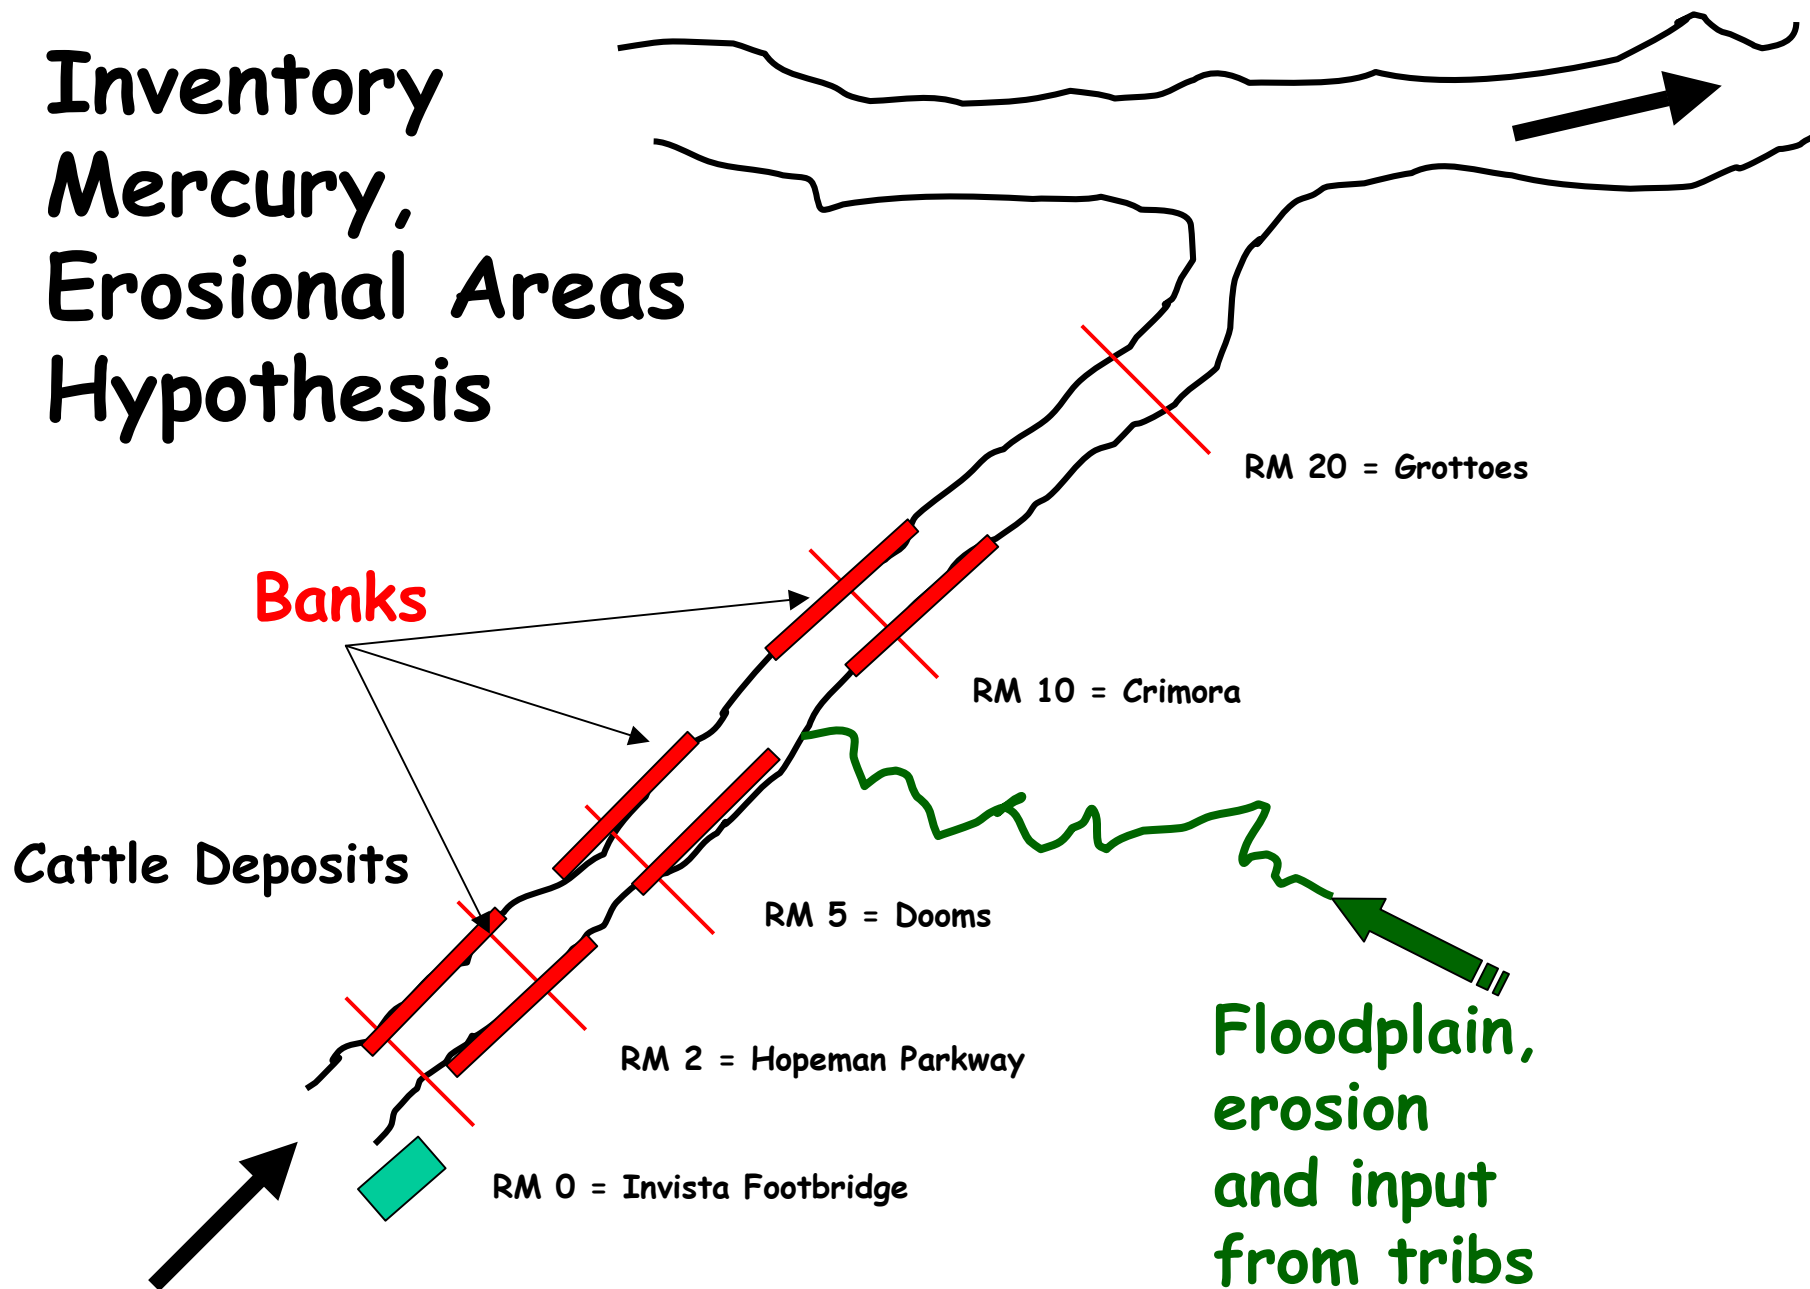 Inventory
Mercury,
Erosional Areas
Hypothesis
RM 20 = Grottoes
Banks
RM 10 = Crimora
Cattle Deposits
RM 5 = Dooms
RM 2 = Hopeman Parkway
RM 0 = Invista Footbridge
Floodplain,
erosion
and input
from tribs